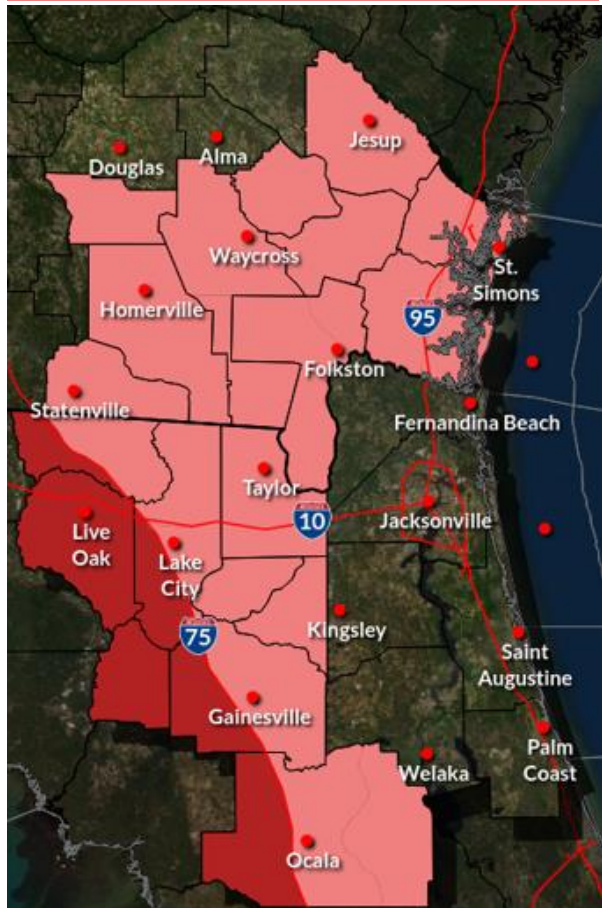 Jesup
Alma
Douglas
Waycross
St.
Simons
Homerville
95
Folkston
Statenville
Fernandina Beach
Taylor
10
Jacksonville
Live
Oak
Lake
City
75
Kingsley
Saint
Augustine
Gainesville
Palm
Coast
Welaka
Ocala